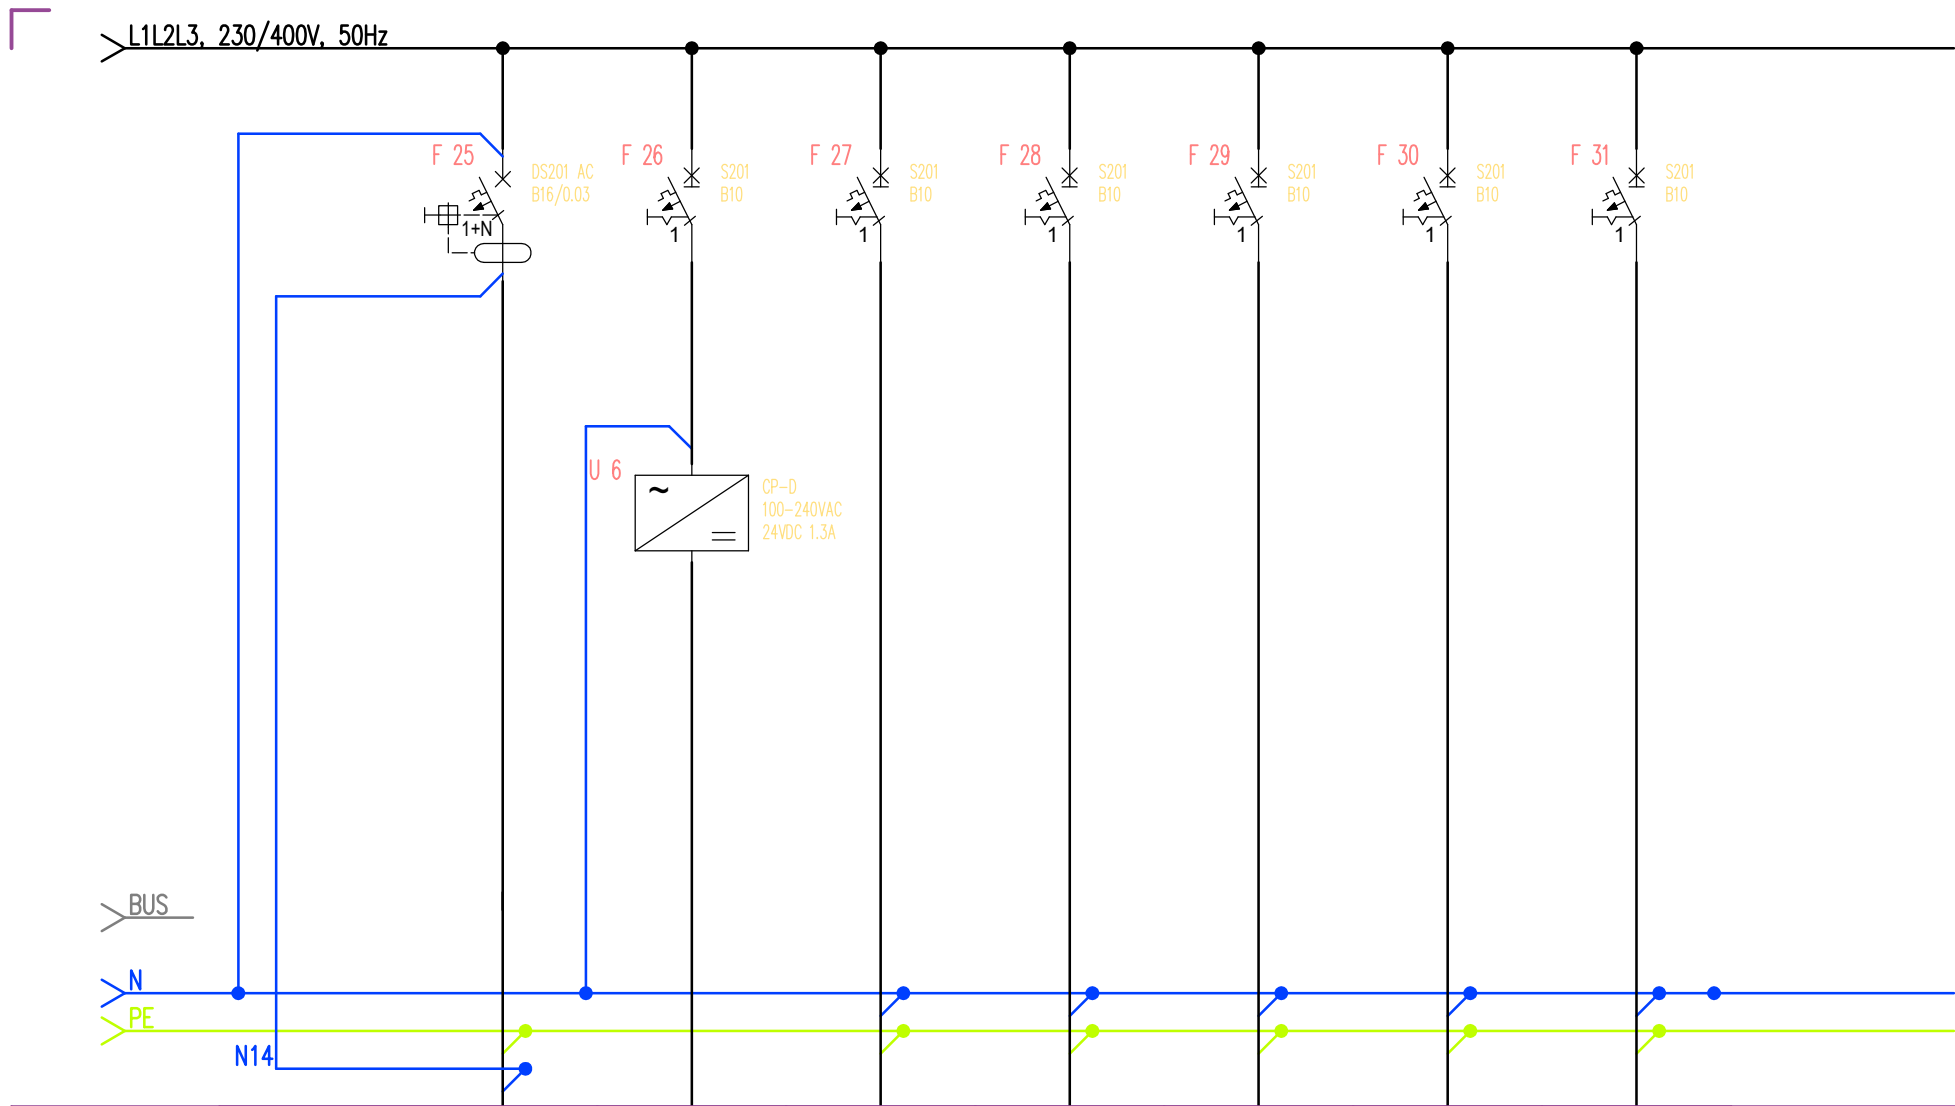 L1L2L3, 230/400V, 50Hz
F 25
DS201 AC
B16/0.03
1+N
F 26
S201
B10
1
F 27
S201
B10
1
F 28
S201
B10
1
F 29
S201
B10
1
F 30
S201
B10
1
F 31
S201
B10
1
U 6
~
CP-D
100-240VAC
24VDC 1.3A
BUS
N
PE
N14